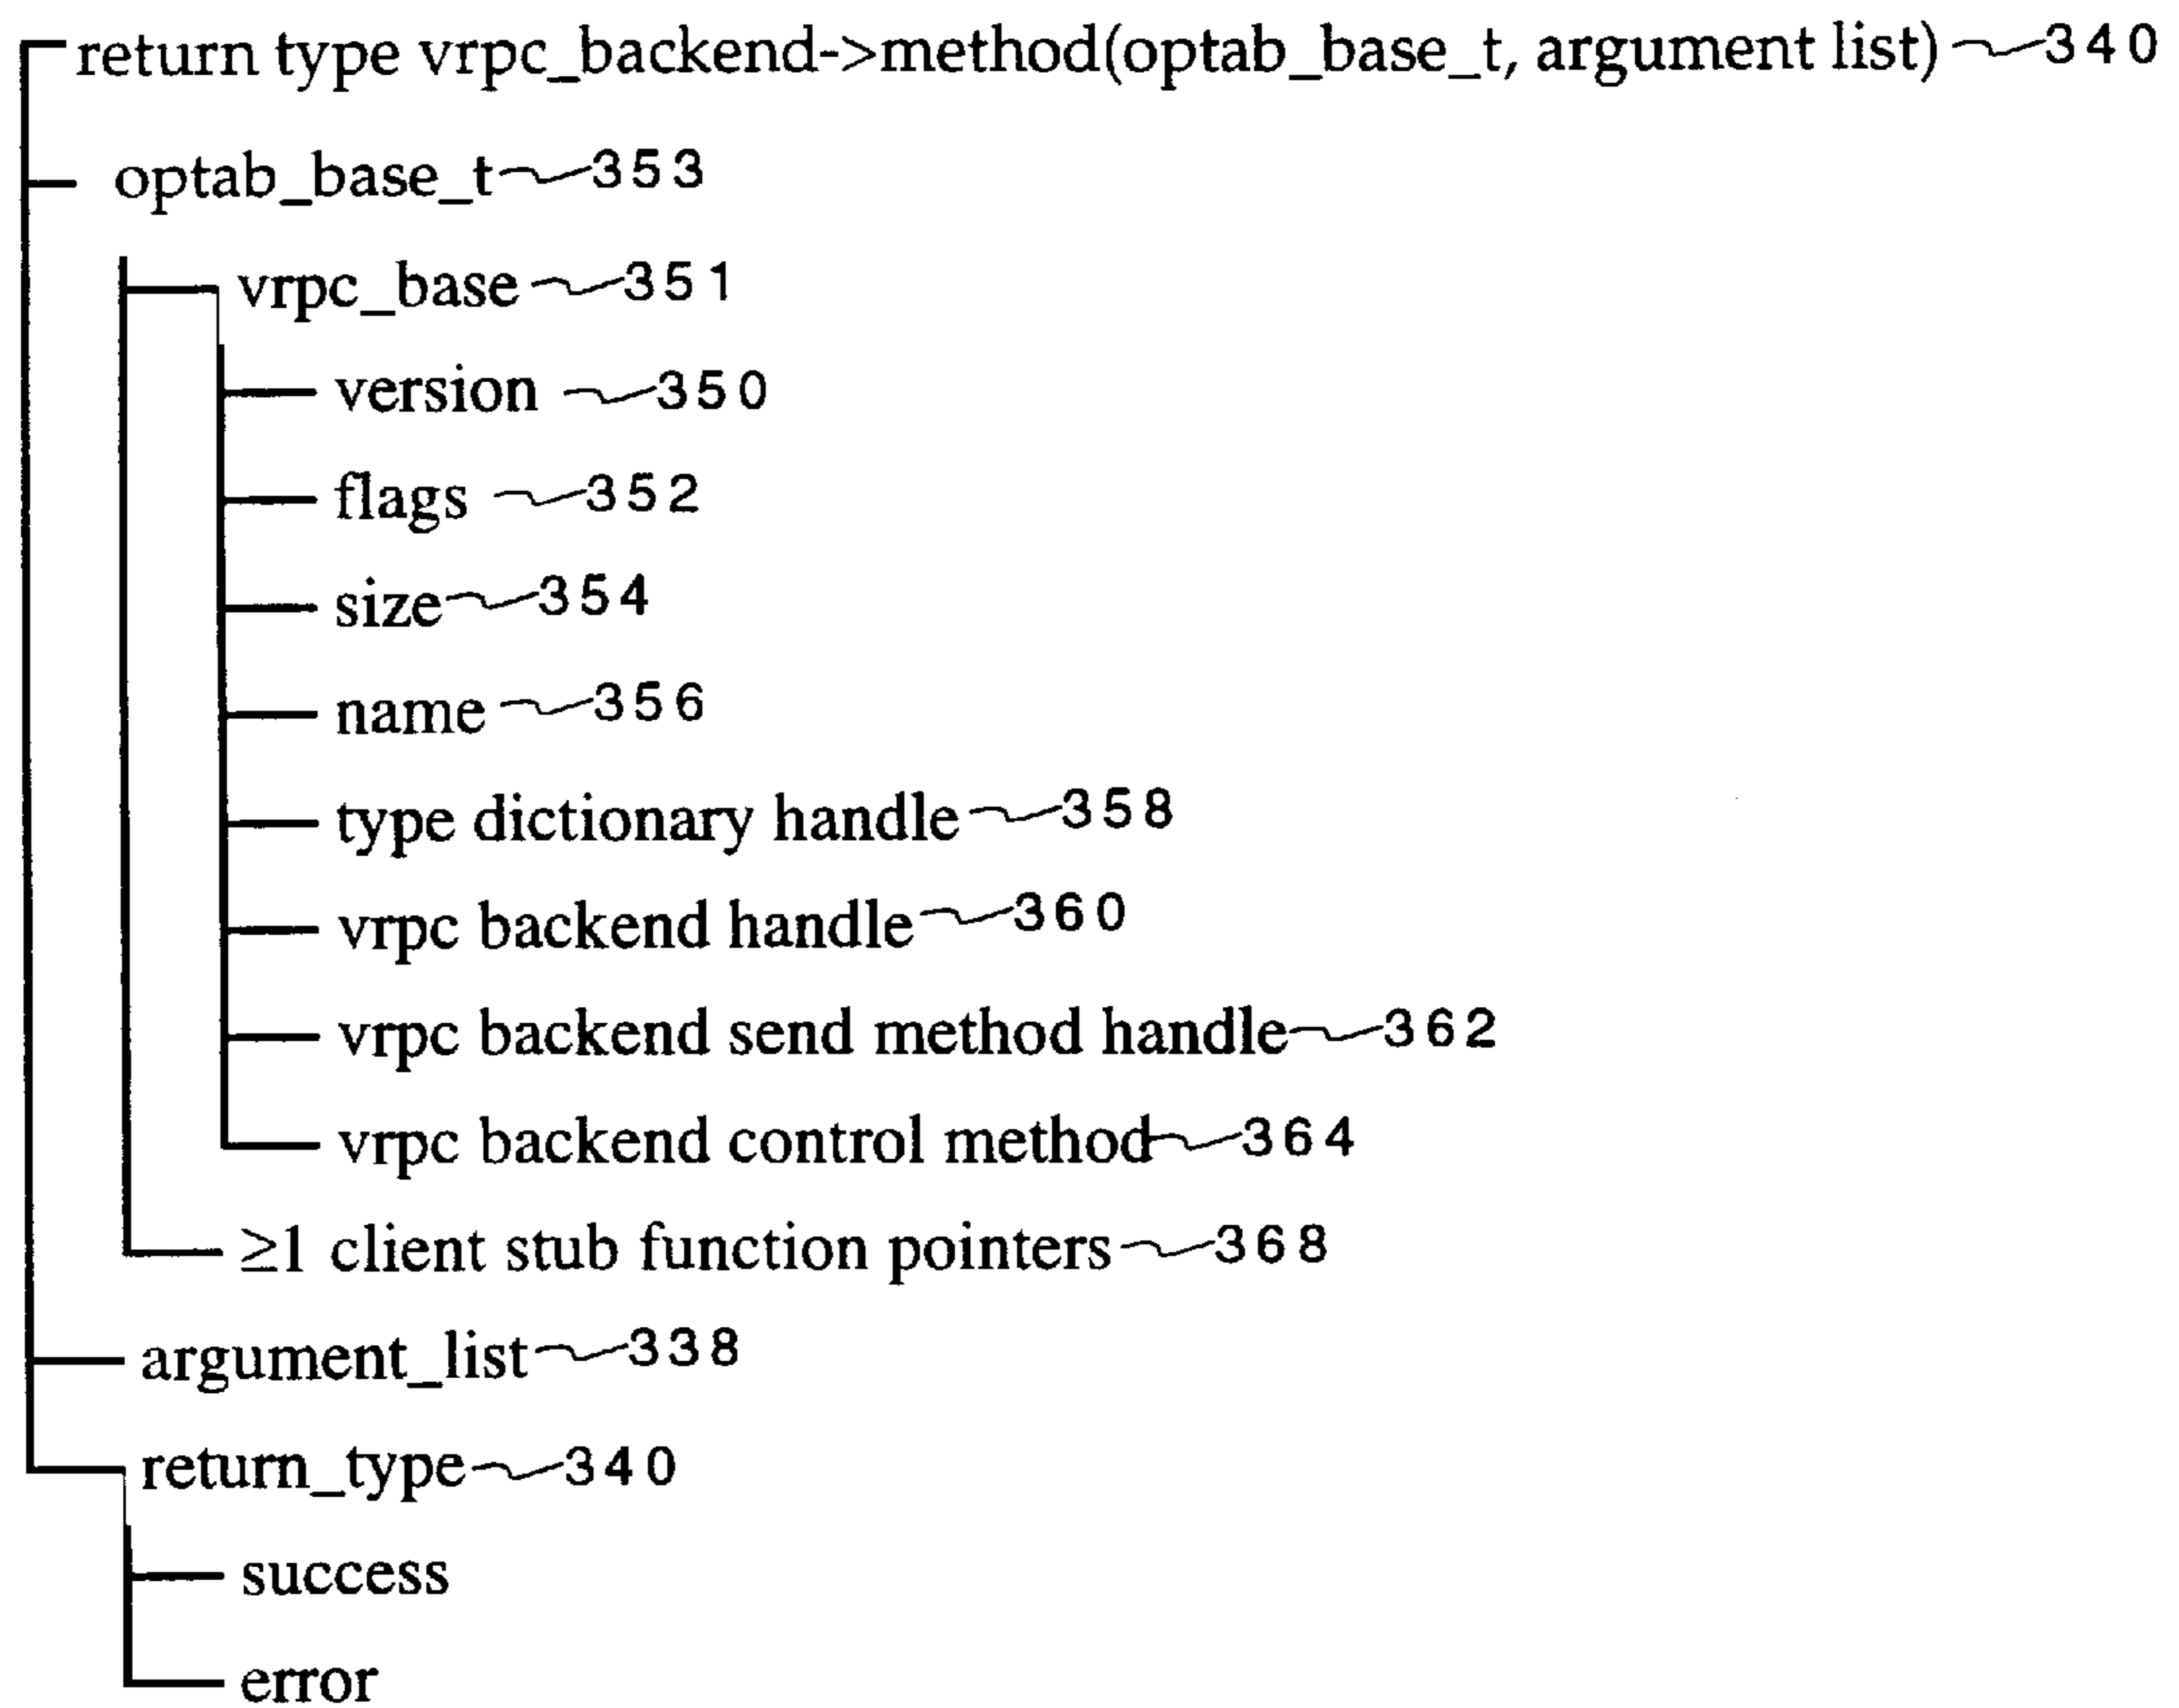 return type vrpc_backend->method(optab_base_t, argument list) 340
optab_base_t 353
vrpc_base 351
version 350
flags 352
size 354
name 356
type dictionary handle 358
vrpc backend handle 360
vrpc backend send method handle 362
vrpc backend control method 364
≥1 client stub function pointers 368
argument_list 338
return_type 340
success
error